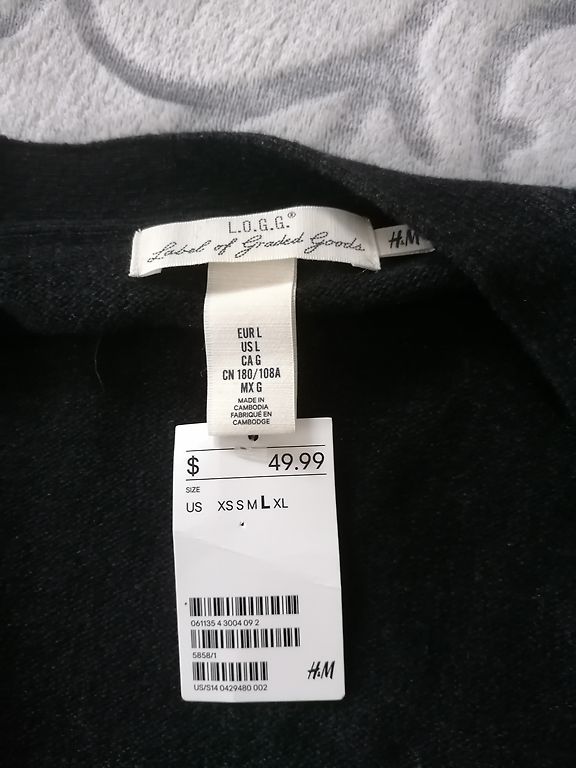 L.O.G.G.®
Label of Graded Goods
H&M
EUR L
US L
CA G
CN 180/108A
MX G
MADE IN
CAMBODIA
FABRIQUÉ EN
CAMBODGE
$ 49.99
SIZE
US XS S M L XL
061135 4 3004 09 2
5858/1
US/S14 0429480 002
H&M